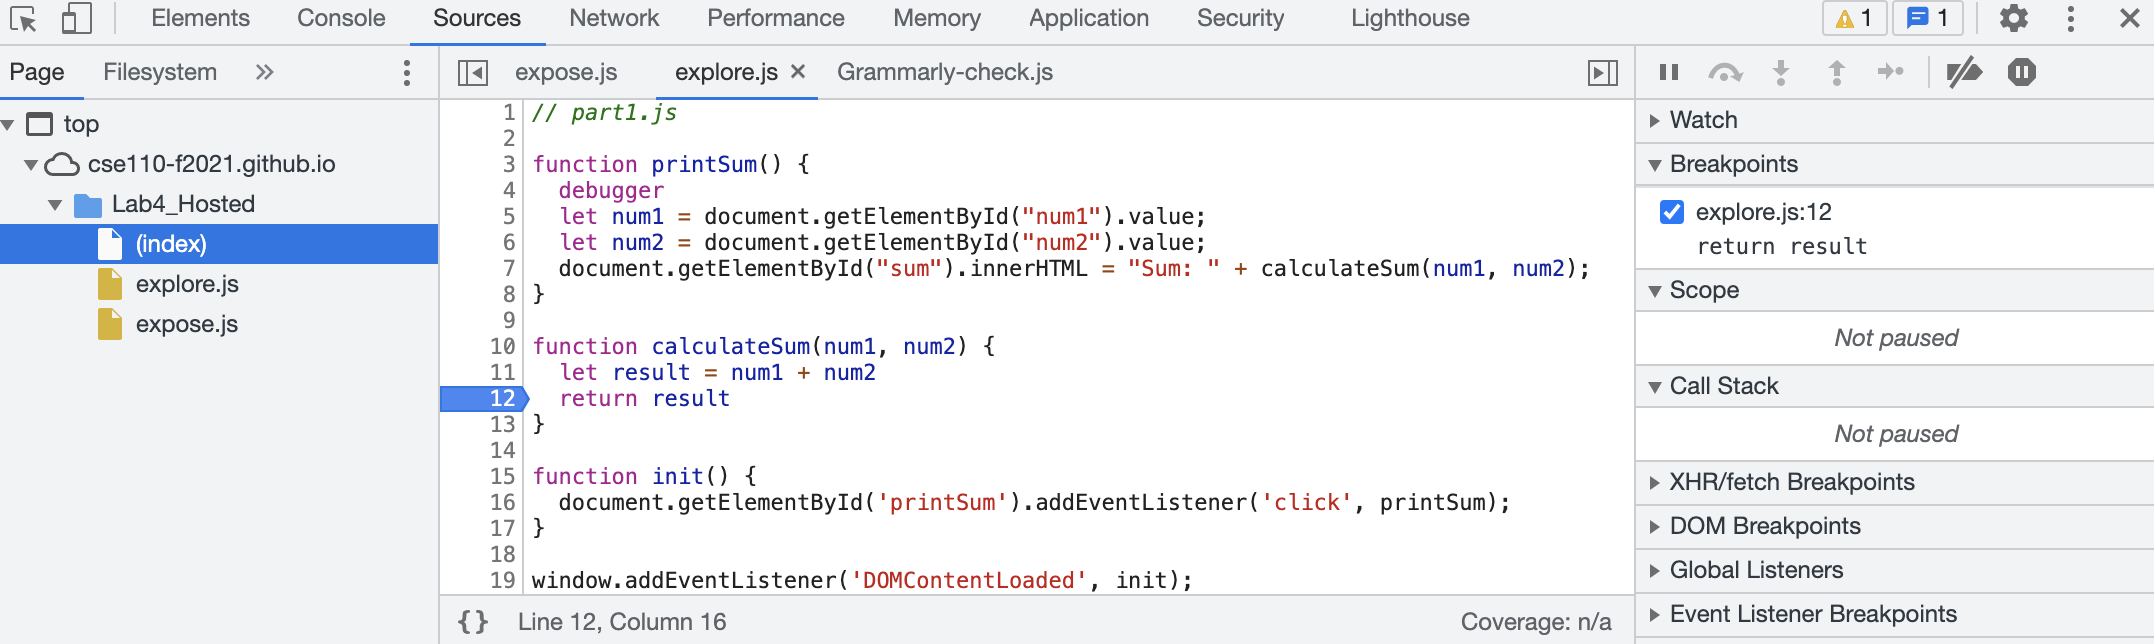 Elements Console Sources Network Performance Memory Application Security Lighthouse 1 1
Page Filesystem
top
cse110-f2021.github.io
Lab4_Hosted
(index)
explore.js
expose.js
expose.js explore.js Grammarly-check.js
1 // part1.js
2
3 function printSum() {
4 debugger
5 let num1 = document.getElementById("num1").value;
6 let num2 = document.getElementById("num2").value;
7 document.getElementById("sum").innerHTML = "Sum: " + calculateSum(num1, num2);
8 }
9
10 function calculateSum(num1, num2) {
11 let result = num1 + num2
12 return result
13 }
14
15 function init() {
16 document.getElementById('printSum').addEventListener('click', printSum);
17 }
18
19 window.addEventListener('DOMContentLoaded', init);
{} Line 12, Column 16 Coverage: n/a
Watch
Breakpoints
explore.js:12
return result
Scope
Not paused
Call Stack
Not paused
XHR/fetch Breakpoints
DOM Breakpoints
Global Listeners
Event Listener Breakpoints